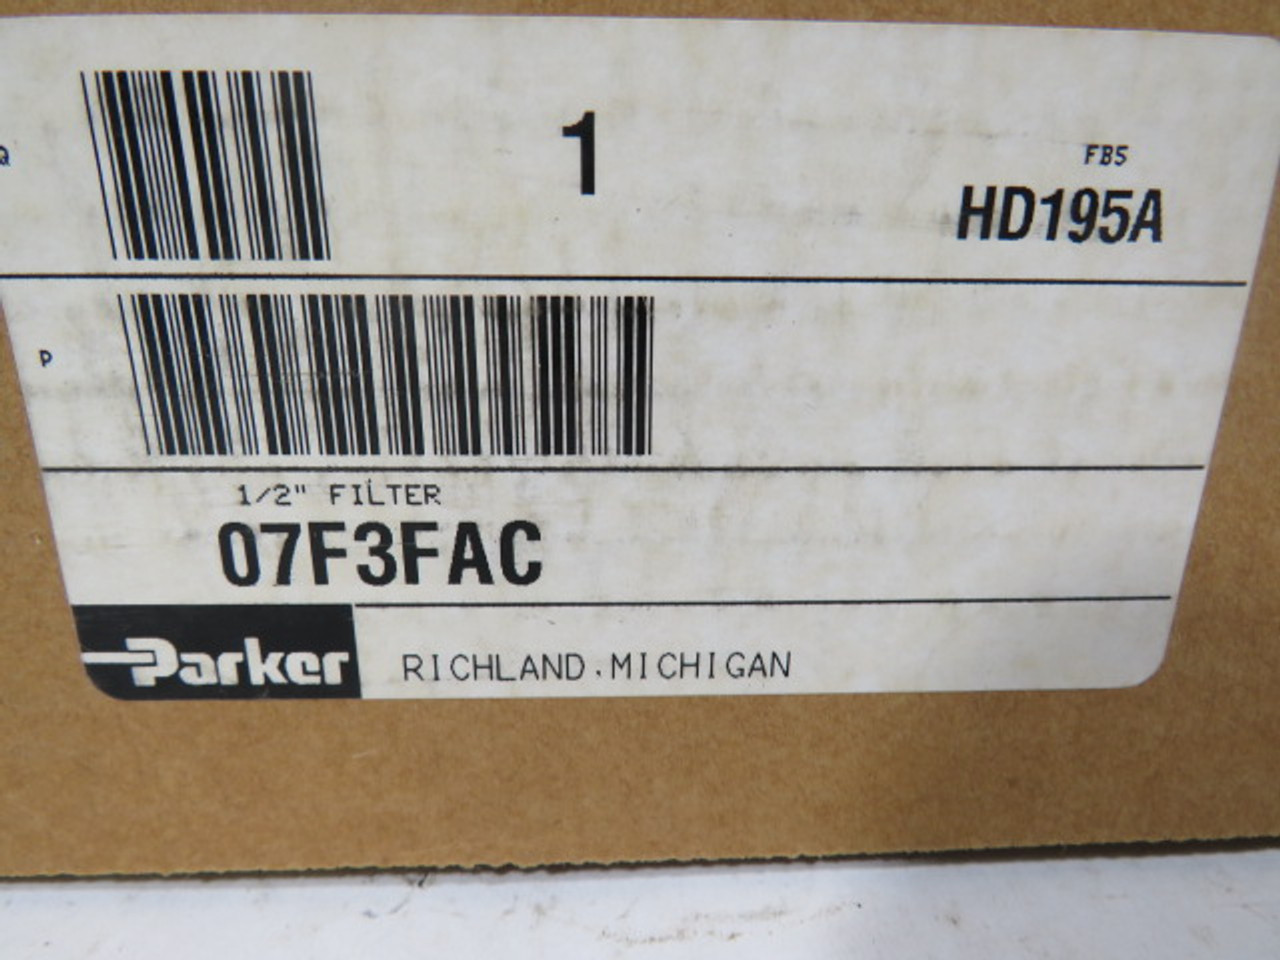 Q
1
FB5
HD195A
P
1/2" FILTER
07F3FAC
Parker
RICHLAND, MICHIGAN